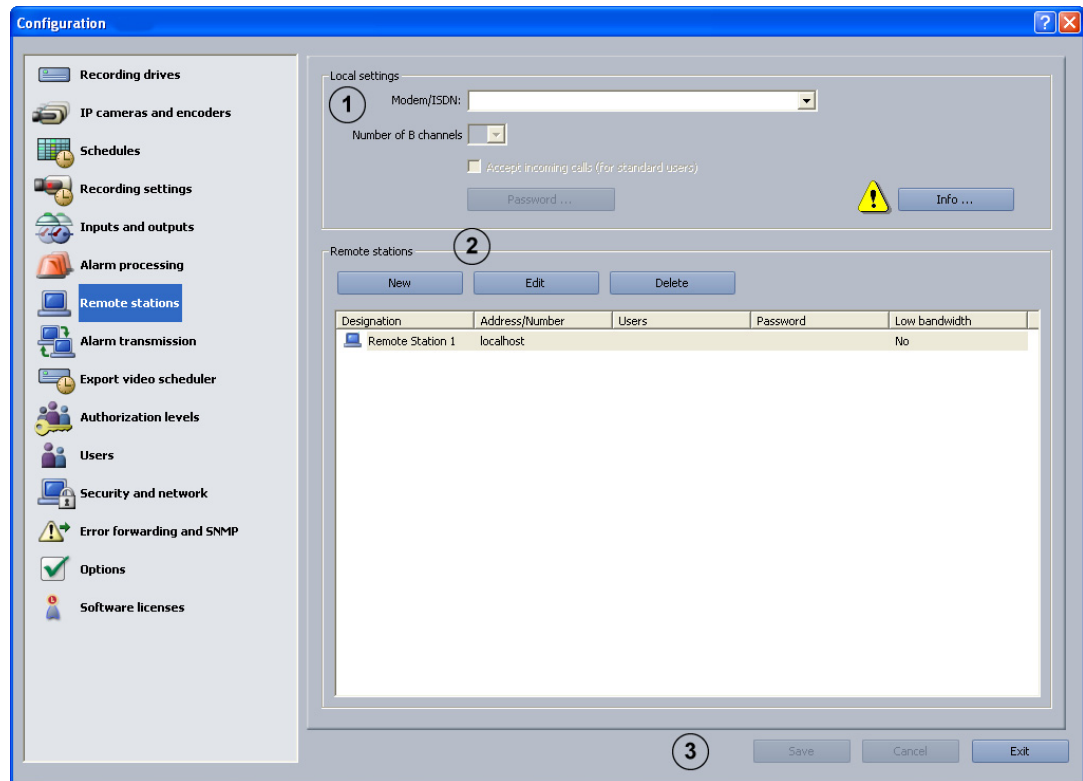 Configuration
Recording drives
IP cameras and encoders
Schedules
Recording settings
Inputs and outputs
Alarm processing
Remote stations
Alarm transmission
Export video scheduler
Authorization levels
Users
Security and network
Error forwarding and SNMP
Options
Software licenses
Local settings
1
Modem/ISDN:
Number of B channels
Accept incoming calls (for standard users)
Password ...
Info ...
Remote stations
2
New Edit Delete
Designation Address/Number Users Password Low bandwidth
Remote Station 1 localhost No
3
Save Cancel Exit